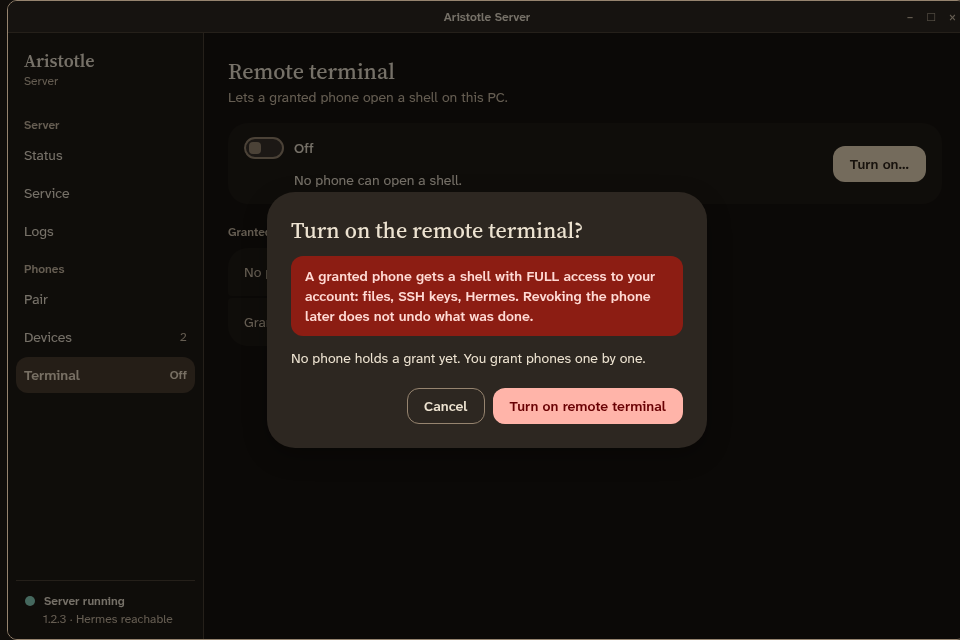 Aristotle Server
Aristotle
Server
Server
Status
Service
Logs
Phones
Pair
Devices 2
Terminal Off
Server running
1.2.3 · Hermes reachable
Remote terminal
Lets a granted phone open a shell on this PC.
Off
No phone can open a shell.
Turn on...
Turn on the remote terminal?
A granted phone gets a shell with FULL access to your
account: files, SSH keys, Hermes. Revoking the phone
later does not undo what was done.
No phone holds a grant yet. You grant phones one by one.
Cancel
Turn on remote terminal